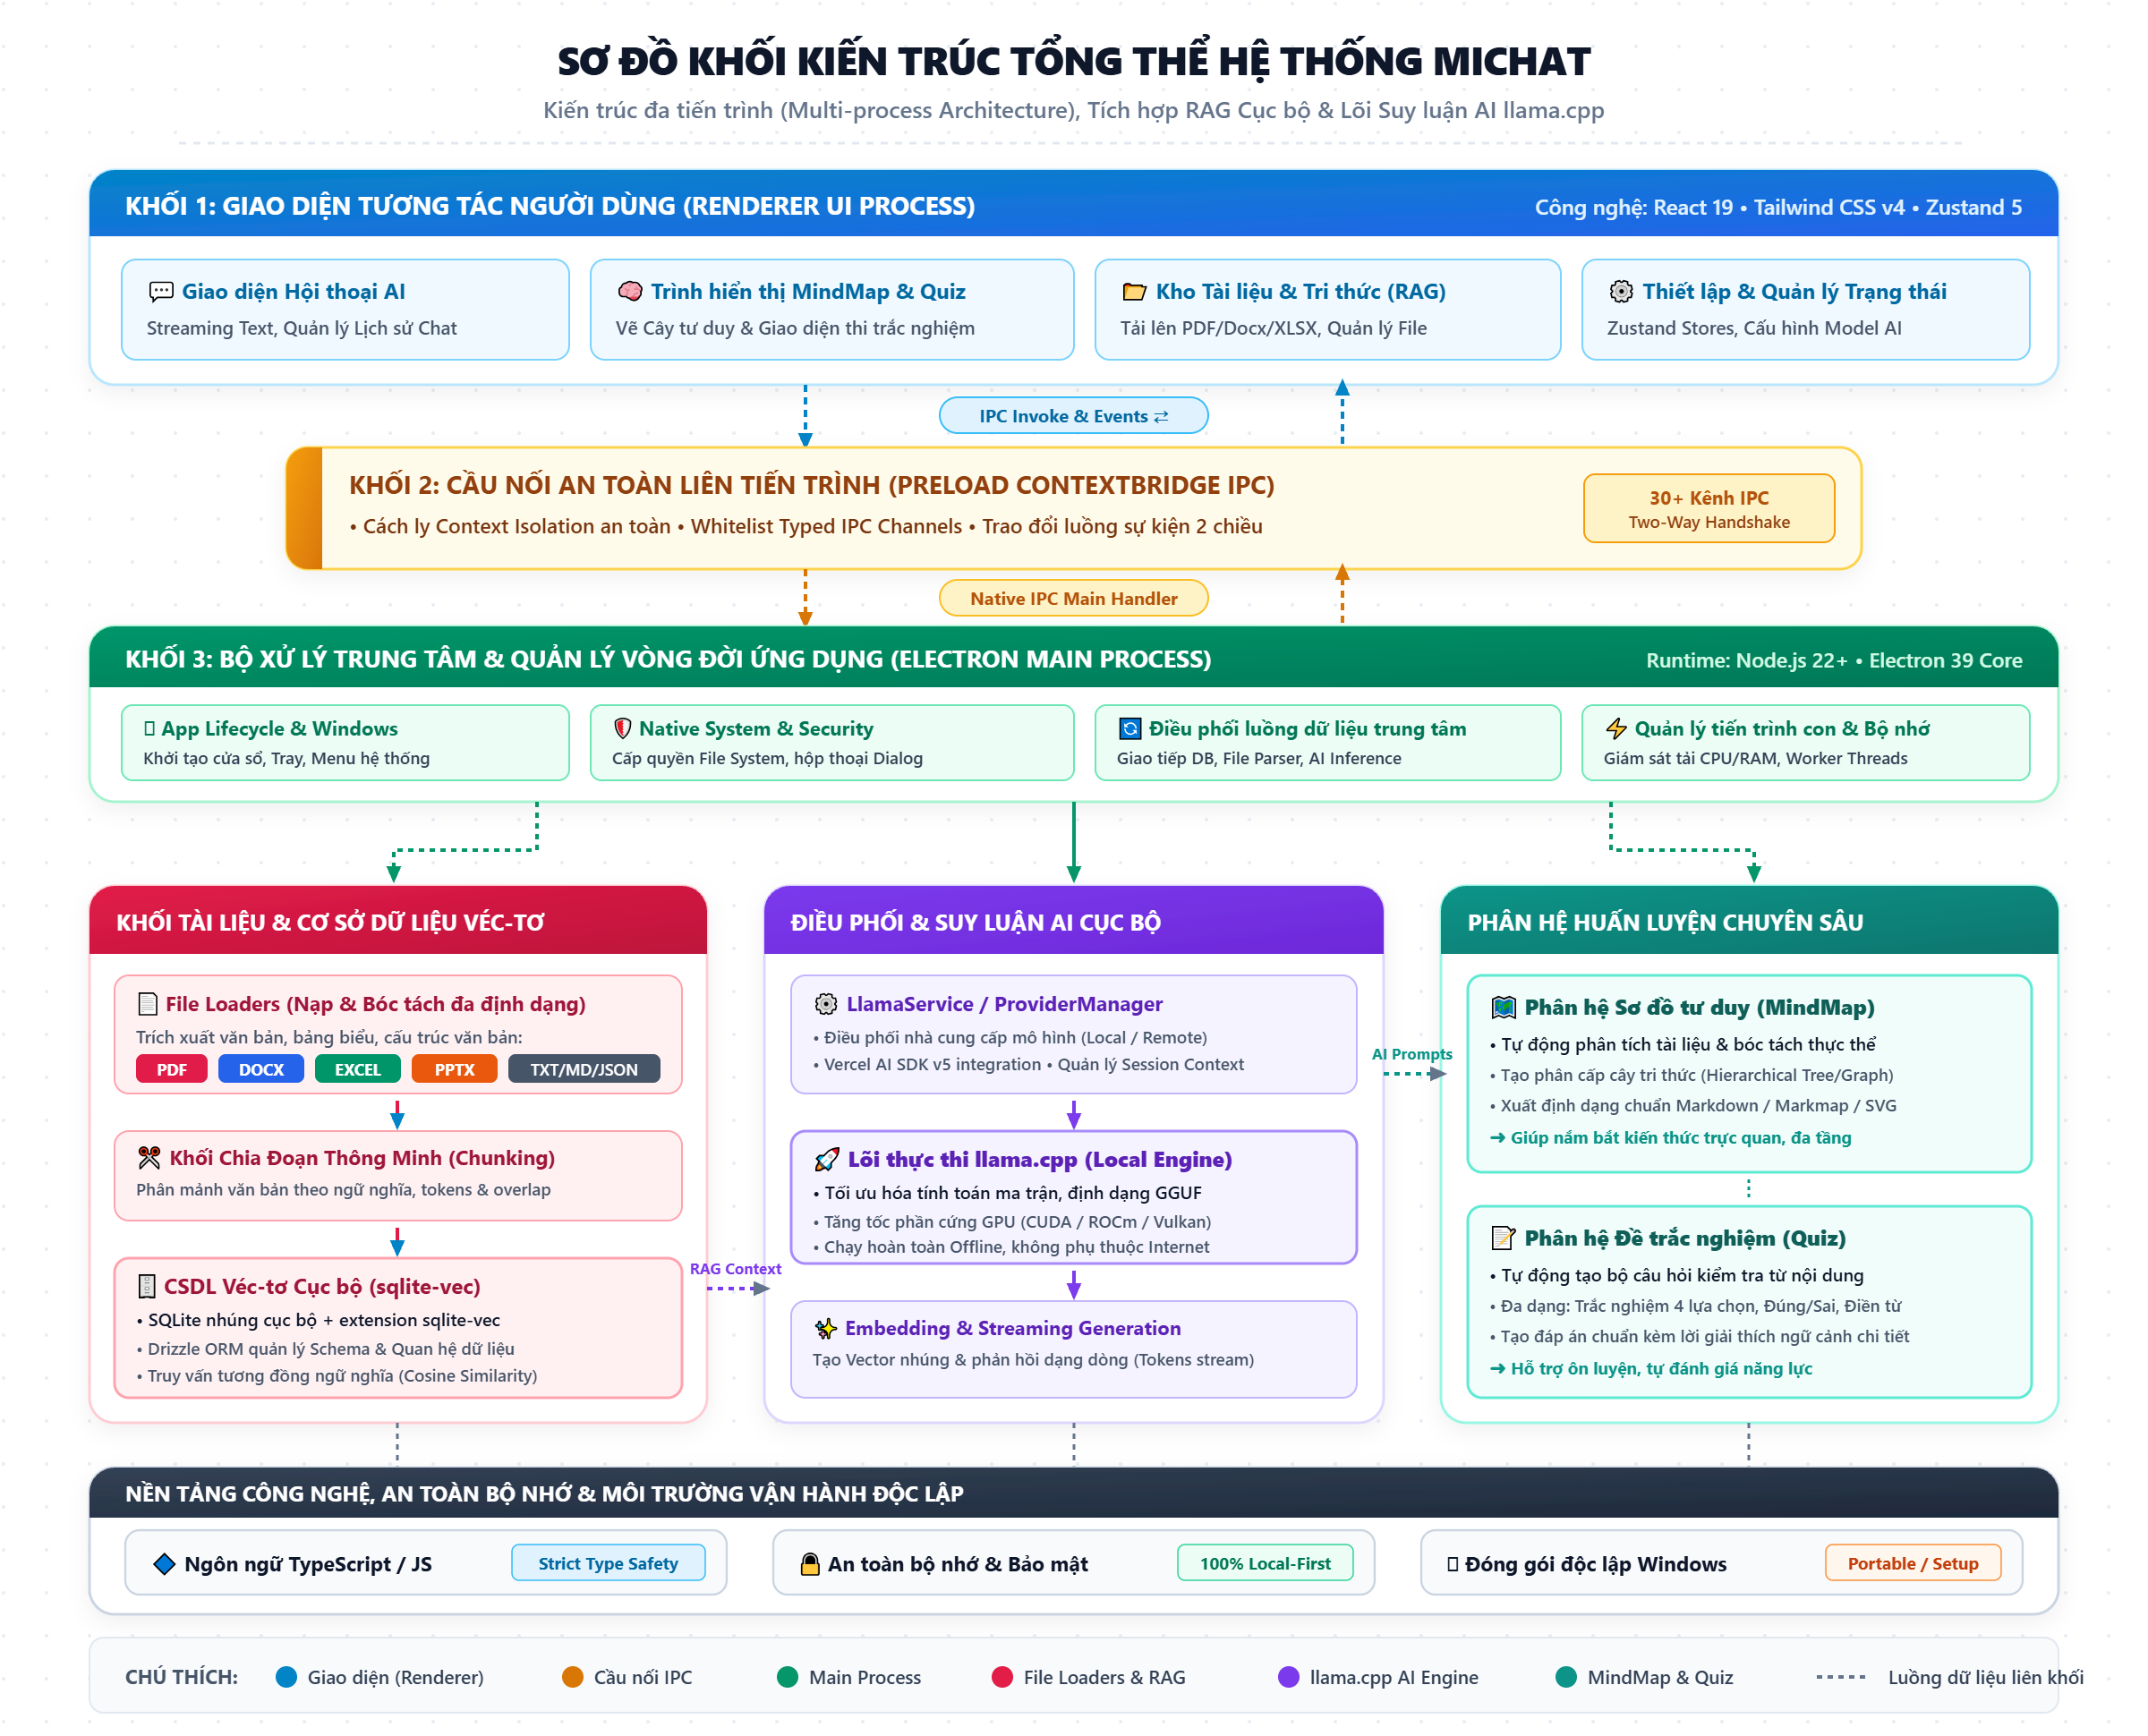 SƠ ĐỒ KHỐI KIẾN TRÚC TỔNG THỂ HỆ THỐNG MICHAT
Kiến trúc đa tiến trình (Multi-process Architecture), Tích hợp RAG Cục bộ & Lõi Suy luận AI llama.cpp
KHỐI 1: GIAO DIỆN TƯƠNG TÁC NGƯỜI DÙNG (RENDERER UI PROCESS)
Công nghệ: React 19 • Tailwind CSS v4 • Zustand 5
Giao diện Hội thoại AI
Streaming Text, Quản lý Lịch sử Chat
Trình hiển thị MindMap & Quiz
Vẽ Cây tư duy & Giao diện thi trắc nghiệm
Kho Tài liệu & Tri thức (RAG)
Tải lên PDF/Docx/XLSX, Quản lý File
Thiết lập & Quản lý Trạng thái
Zustand Stores, Cấu hình Model AI
IPC Invoke & Events ⇄
KHỐI 2: CẦU NỐI AN TOÀN LIÊN TIẾN TRÌNH (PRELOAD CONTEXTBRIDGE IPC)
• Cách ly Context Isolation an toàn • Whitelist Typed IPC Channels • Trao đổi luồng sự kiện 2 chiều
30+ Kênh IPC
Two-Way Handshake
Native IPC Main Handler
KHỐI 3: BỘ XỬ LÝ TRUNG TÂM & QUẢN LÝ VÒNG ĐỜI ỨNG DỤNG (ELECTRON MAIN PROCESS)
Runtime: Node.js 22+ • Electron 39 Core
App Lifecycle & Windows
Khởi tạo cửa sổ, Tray, Menu hệ thống
Native System & Security
Cấp quyền File System, hộp thoại Dialog
Điều phối luồng dữ liệu trung tâm
Giao tiếp DB, File Parser, AI Inference
Quản lý tiến trình con & Bộ nhớ
Giám sát tải CPU/RAM, Worker Threads
KHỐI TÀI LIỆU & CƠ SỞ DỮ LIỆU VÉC-TƠ
File Loaders (Nạp & Bóc tách đa định dạng)
Trích xuất văn bản, bảng biểu, cấu trúc văn bản:
PDF DOCX EXCEL PPTX TXT/MD/JSON
Khối Chia Đoạn Thông Minh (Chunking)
Phân mảnh văn bản theo ngữ nghĩa, tokens & overlap
CSDL Véc-tơ Cục bộ (sqlite-vec)
• SQLite nhúng cục bộ + extension sqlite-vec
• Drizzle ORM quản lý Schema & Quan hệ dữ liệu
• Truy vấn tương đồng ngữ nghĩa (Cosine Similarity)
RAG Context
ĐIỀU PHỐI & SUY LUẬN AI CỤC BỘ
LlamaService / ProviderManager
• Điều phối nhà cung cấp mô hình (Local / Remote)
• Vercel AI SDK v5 integration • Quản lý Session Context
Lõi thực thi llama.cpp (Local Engine)
• Tối ưu hóa tính toán ma trận, định dạng GGUF
• Tăng tốc phần cứng GPU (CUDA / ROCm / Vulkan)
• Chạy hoàn toàn Offline, không phụ thuộc Internet
Embedding & Streaming Generation
Tạo Vector nhúng & phản hồi dạng dòng (Tokens stream)
AI Prompts
PHÂN HỆ HUẤN LUYỆN CHUYÊN SÂU
Phân hệ Sơ đồ tư duy (MindMap)
• Tự động phân tích tài liệu & bóc tách thực thể
• Tạo phân cấp cây tri thức (Hierarchical Tree/Graph)
• Xuất định dạng chuẩn Markdown / Markmap / SVG
➞ Giúp nắm bắt kiến thức trực quan, đa tầng
Phân hệ Đề trắc nghiệm (Quiz)
• Tự động tạo bộ câu hỏi kiểm tra từ nội dung
• Đa dạng: Trắc nghiệm 4 lựa chọn, Đúng/Sai, Điền từ
• Tạo đáp án chuẩn kèm lời giải thích ngữ cảnh chi tiết
➞ Hỗ trợ ôn luyện, tự đánh giá năng lực
NỀN TẢNG CÔNG NGHỆ, AN TOÀN BỘ NHỚ & MÔI TRƯỜNG VẬN HÀNH ĐỘC LẬP
Ngôn ngữ TypeScript / JS
Strict Type Safety
An toàn bộ nhớ & Bảo mật
100% Local-First
Đóng gói độc lập Windows
Portable / Setup
CHÚ THÍCH: Giao diện (Renderer) Cầu nối IPC Main Process File Loaders & RAG llama.cpp AI Engine MindMap & Quiz Luồng dữ liệu liên khối